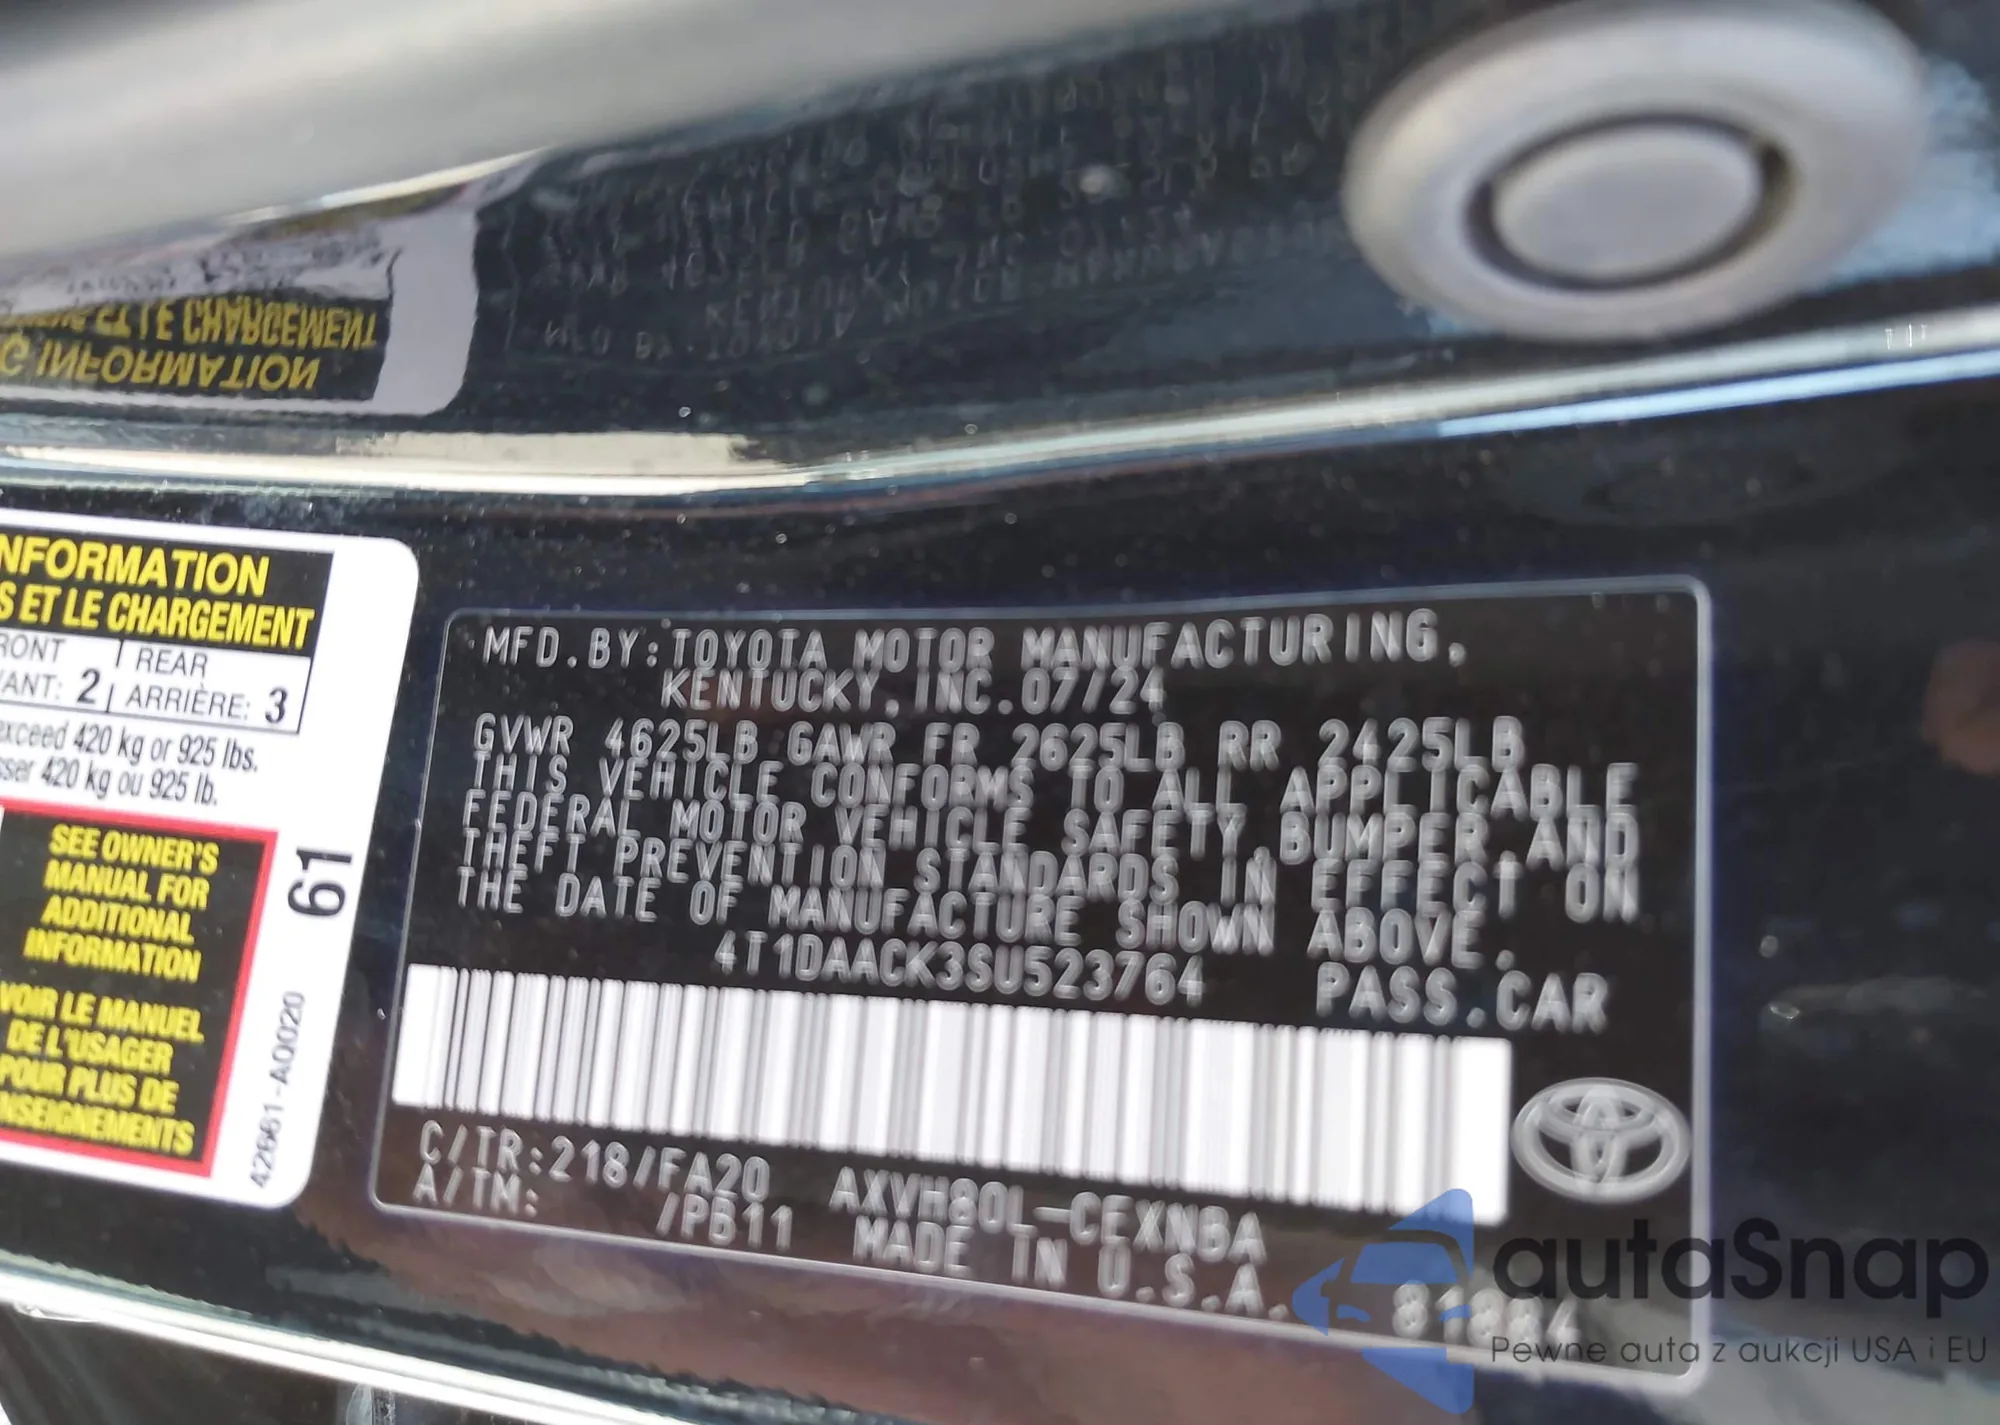 NFORMATION
S ET LE CHARGEMENT
RONT REAR
ANT: 2 ARRIÈRE: 3
exceed 420 kg or 925 lbs.
sser 420 kg ou 925 lb.
SEE OWNER'S
MANUAL FOR
ADDITIONAL
INFORMATION
VOIR LE MANUEL
DE L'USAGER
POUR PLUS DE
NSEIGNEMENTS
61
42661-A0020
MFD. BY: TOYOTA MOTOR MANUFACTURING,
KENTUCKY, INC. 07/24
GVWR 4625LB GAWR FR 2625LB RR 2425LB
THIS VEHICLE CONFORMS TO ALL APPLICABLE
FEDERAL MOTOR VEHICLE SAFETY, BUMPER, AND
THEFT PREVENTION STANDARDS IN EFFECT ON
THE DATE OF MANUFACTURE SHOWN ABOVE.
4T1DAACK3SU523764 PASS. CAR
C/TR: 218/FA20 AXVH80L-CEXNBA
A/TM: /PB11 MADE IN U.S.A.
autaSnap
Pewne auta z aukcji USA i EU